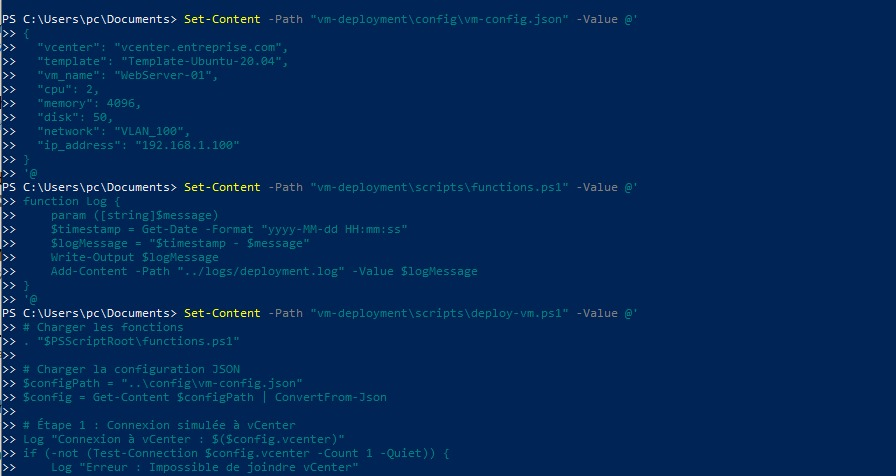 PS C:\Users\pc\Documents> Set-Content -Path "vm-deployment\config\vm-config.json" -Value @'
>> {
>>   "vcenter": "vcenter.entreprise.com",
>>   "template": "Template-Ubuntu-20.04",
>>   "vm_name": "WebServer-01",
>>   "cpu": 2,
>>   "memory": 4096,
>>   "disk": 50,
>>   "network": "VLAN_100",
>>   "ip_address": "192.168.1.100"
>> }
>> '@
PS C:\Users\pc\Documents> Set-Content -Path "vm-deployment\scripts\functions.ps1" -Value @'
>> function Log {
>>     param ([string]$message)
>>     $timestamp = Get-Date -Format "yyyy-MM-dd HH:mm:ss"
>>     $logMessage = "$timestamp - $message"
>>     Write-Output $logMessage
>>     Add-Content -Path "../logs/deployment.log" -Value $logMessage
>> }
>> '@
PS C:\Users\pc\Documents> Set-Content -Path "vm-deployment\scripts\deploy-vm.ps1" -Value @'
>> # Charger les fonctions
>> . "$PSScriptRoot\functions.ps1"
>>
>> # Charger la configuration JSON
>> $configPath = "..\config\vm-config.json"
>> $config = Get-Content $configPath | ConvertFrom-Json
>>
>> # Étape 1 : Connexion simulée à vCenter
>> Log "Connexion à vCenter : $($config.vcenter)"
>> if (-not (Test-Connection $config.vcenter -Count 1 -Quiet)) {
>>     Log "Erreur : Impossible de joindre vCenter"